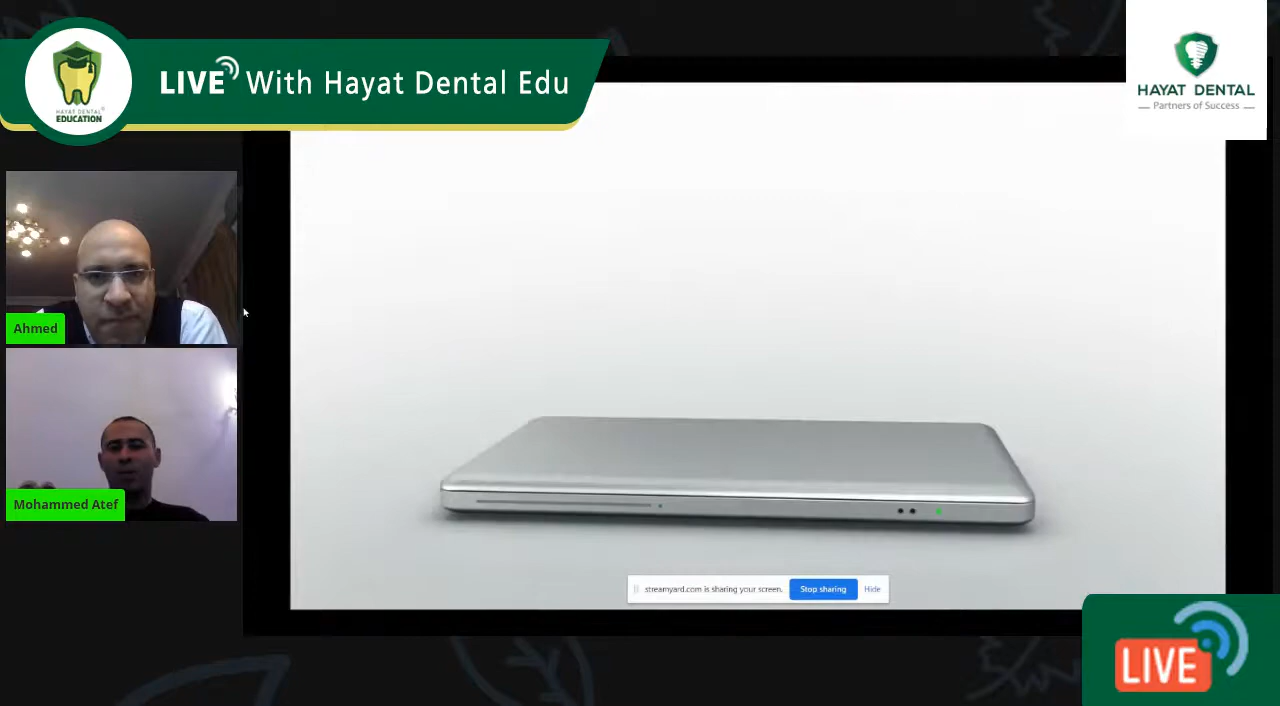 LIVE With Hayat Dental Edu
HAYAT DENTAL®
EDUCATION
HAYAT DENTAL
Partners of Success
Ahmed
Mohammed Atef
streamyard.com is sharing your screen.
Stop sharing
Hide
LIVE